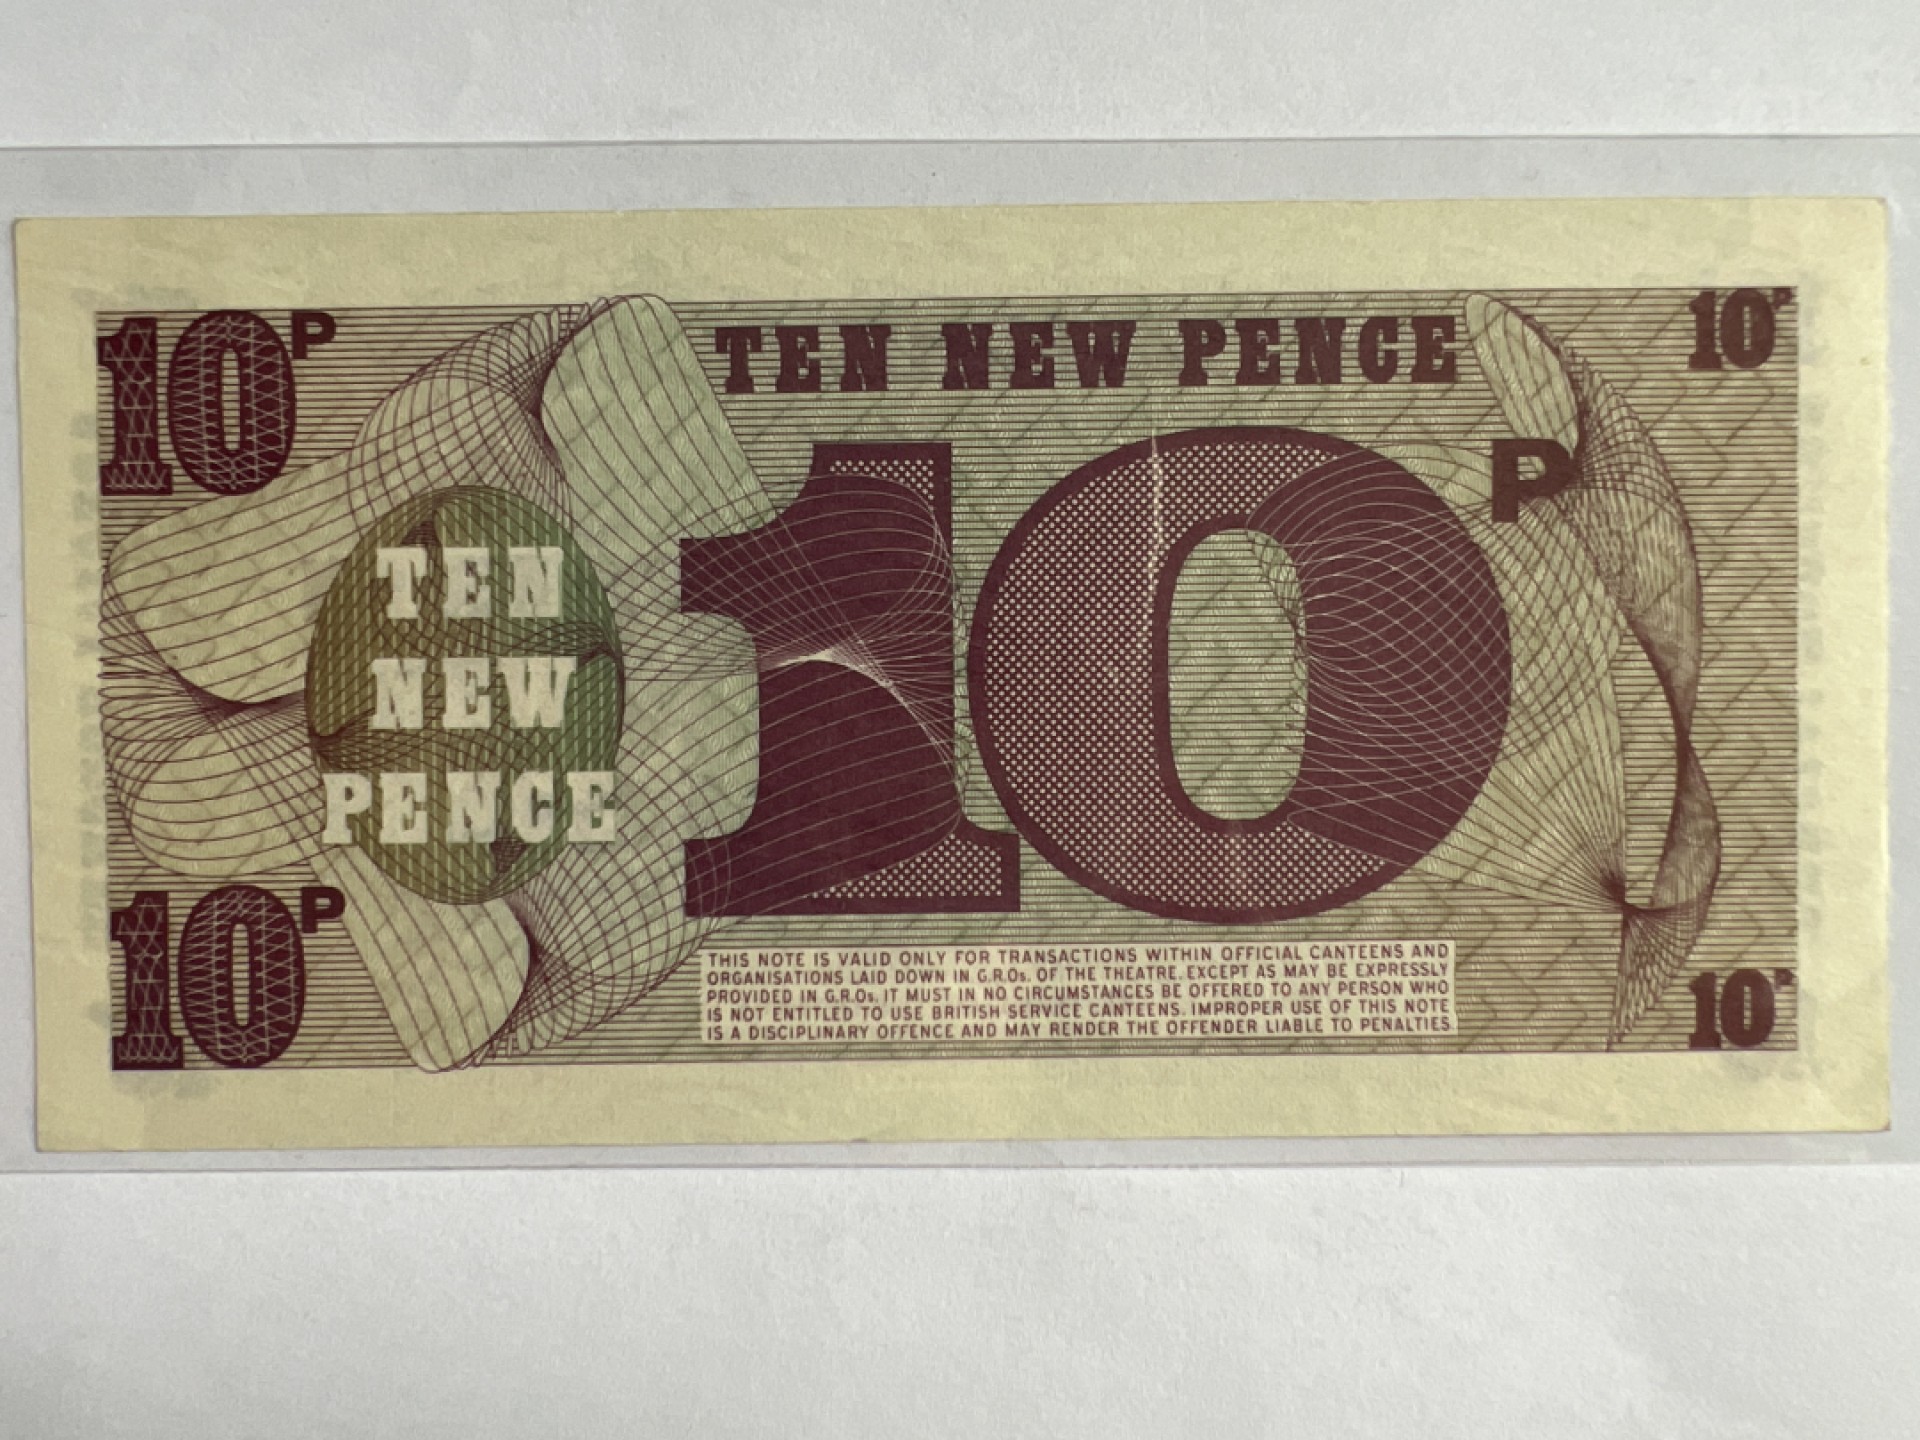 10P
TEN NEW PENCE
10P
10P
TEN
NEW
PENCE
10P
THIS NOTE IS VALID ONLY FOR TRANSACTIONS WITHIN OFFICIAL CANTEENS AND
ORGANISATIONS LAID DOWN IN G.R.Os. OF THE THEATRE. EXCEPT AS MAY BE EXPRESSLY
PROVIDED IN G.R.Os. IT MUST IN NO CIRCUMSTANCES BE OFFERED TO ANY PERSON WHO
IS NOT ENTITLED TO USE BRITISH SERVICE CANTEENS. IMPROPER USE OF THIS NOTE
IS A DISCIPLINARY OFFENCE AND MAY RENDER THE OFFENDER LIABLE TO PENALTIES
10P